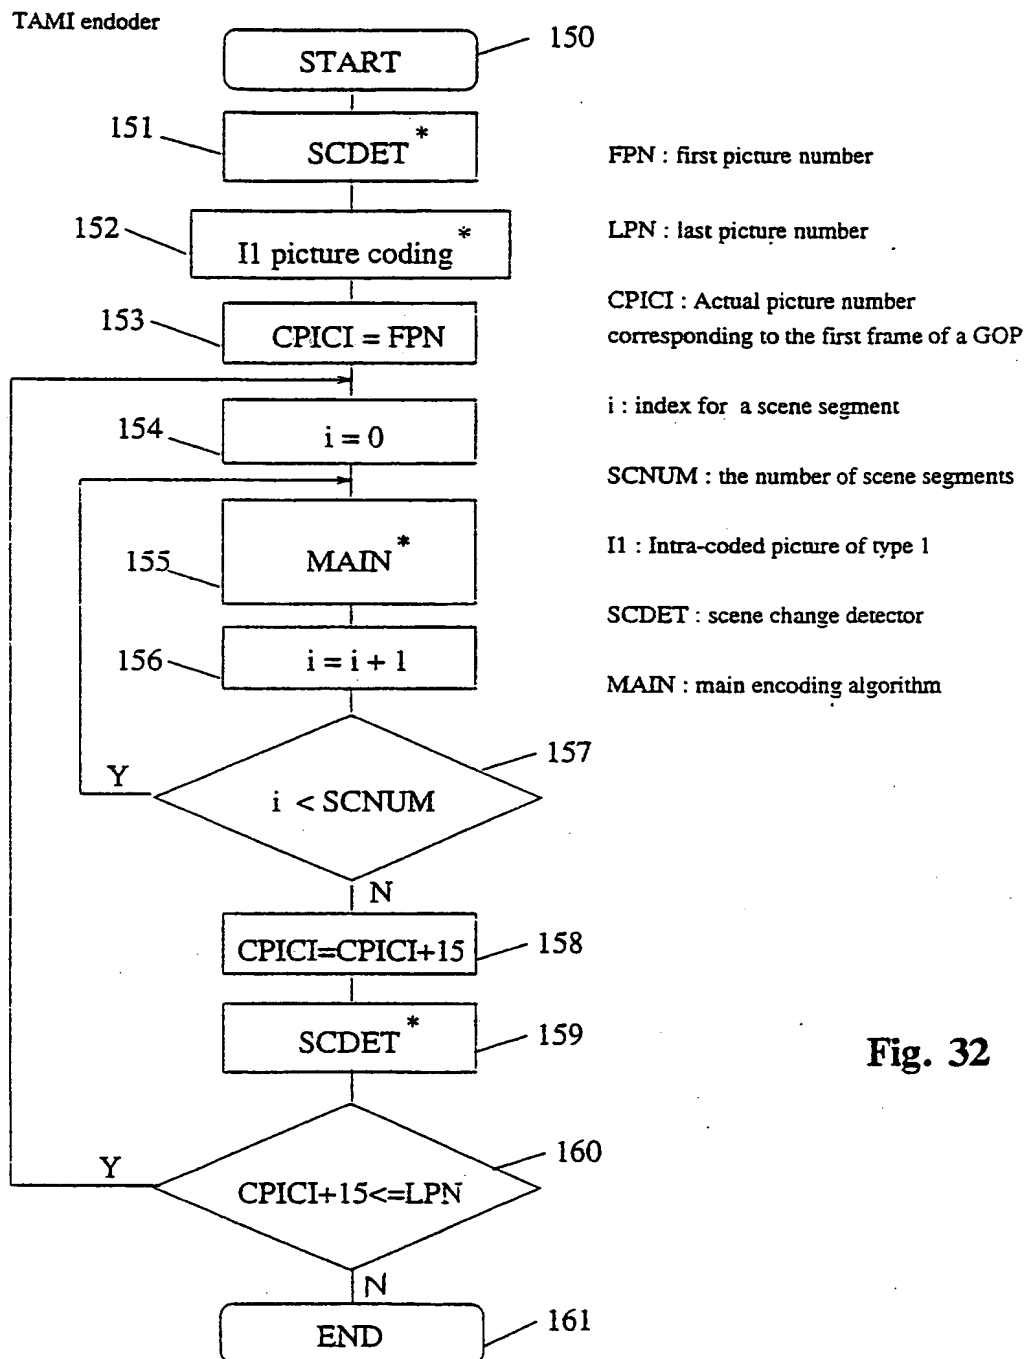 TAMI endoder
START
150
151
SCDET *
152
I1 picture coding *
153
CPICI = FPN
154
i = 0
155
MAIN *
156
i = i + 1
157
Y
i < SCNUM
N
CPICI=CPICI+15
158
SCDET *
159
160
Y
CPICI+15<=LPN
N
END
161
FPN : first picture number
LPN : last picture number
CPICI : Actual picture number
corresponding to the first frame of a GOP
i : index for a scene segment
SCNUM : the number of scene segments
I1 : Intra-coded picture of type 1
SCDET : scene change detector
MAIN : main encoding algorithm
Fig. 32